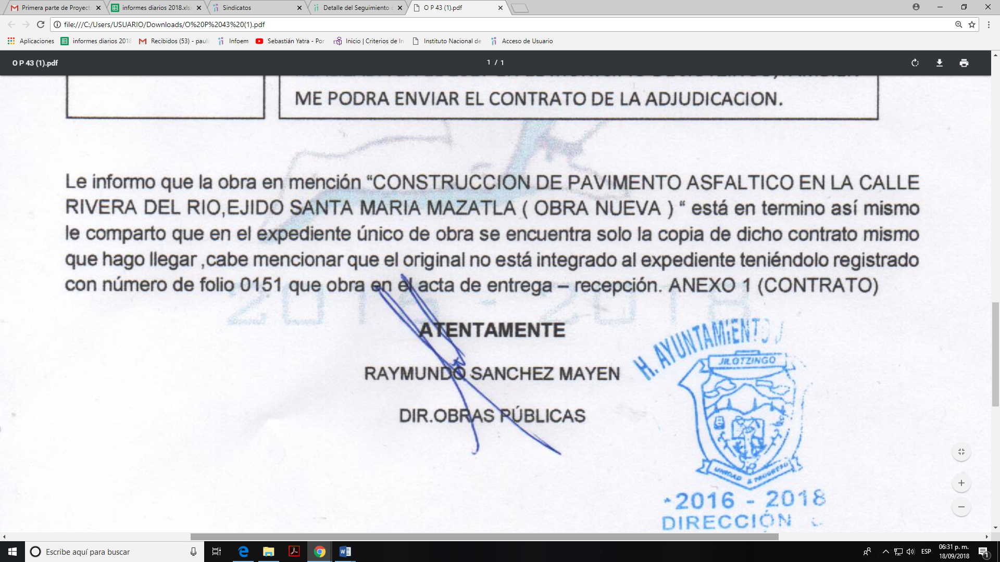 Primera parte de Proyect
informes diarios 2018.xls
Sindicatos
Detalle del Seguimiento
O P 43 (1).pdf
file:///C:/Users/USUARIO/Downloads/O%20P%2043%20(1).pdf
Aplicaciones
informes diarios 2018
Recibidos (53) - pauli
Infoem
Sebastián Yatra - Por
Inicio | Criterios de In
Instituto Nacional de
Acceso de Usuario
O P 43 (1).pdf
1 / 1
ME PODRA ENVIAR EL CONTRATO DE LA ADJUDICACION.
Le informo que la obra en mención “CONSTRUCCION DE PAVIMENTO ASFALTICO EN LA CALLE
RIVERA DEL RIO,EJIDO SANTA MARIA MAZATLA ( OBRA NUEVA ) “ está en termino así mismo
le comparto que en el expediente único de obra se encuentra solo la copia de dicho contrato mismo
que hago llegar ,cabe mencionar que el original no está integrado al expediente teniéndolo registrado
con número de folio 0151 que obra en el acta de entrega – recepción. ANEXO 1 (CONTRATO)
2016 - 2018
ATENTAMENTE
RAYMUNDO SANCHEZ MAYEN
DIR.OBRAS PÚBLICAS
H. AYUNTAMIENTO
JILOTZINGO
UNIDAD & PROGRESO
2016 - 2018
DIRECCIÓN
Escribe aquí para buscar
ESP
06:31 p. m.
18/09/2018
1